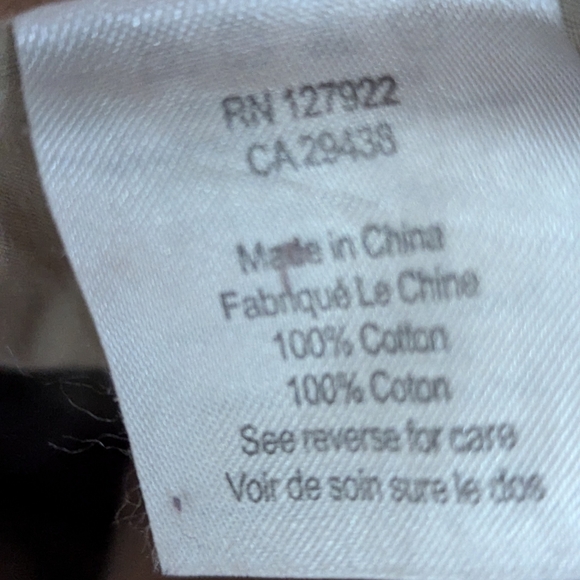 RN 127922
CA 29438
Made in China
Fabriqué Le Chine
100% Cotton
100% Coton
See reverse for care
Voir de soin sure le dos